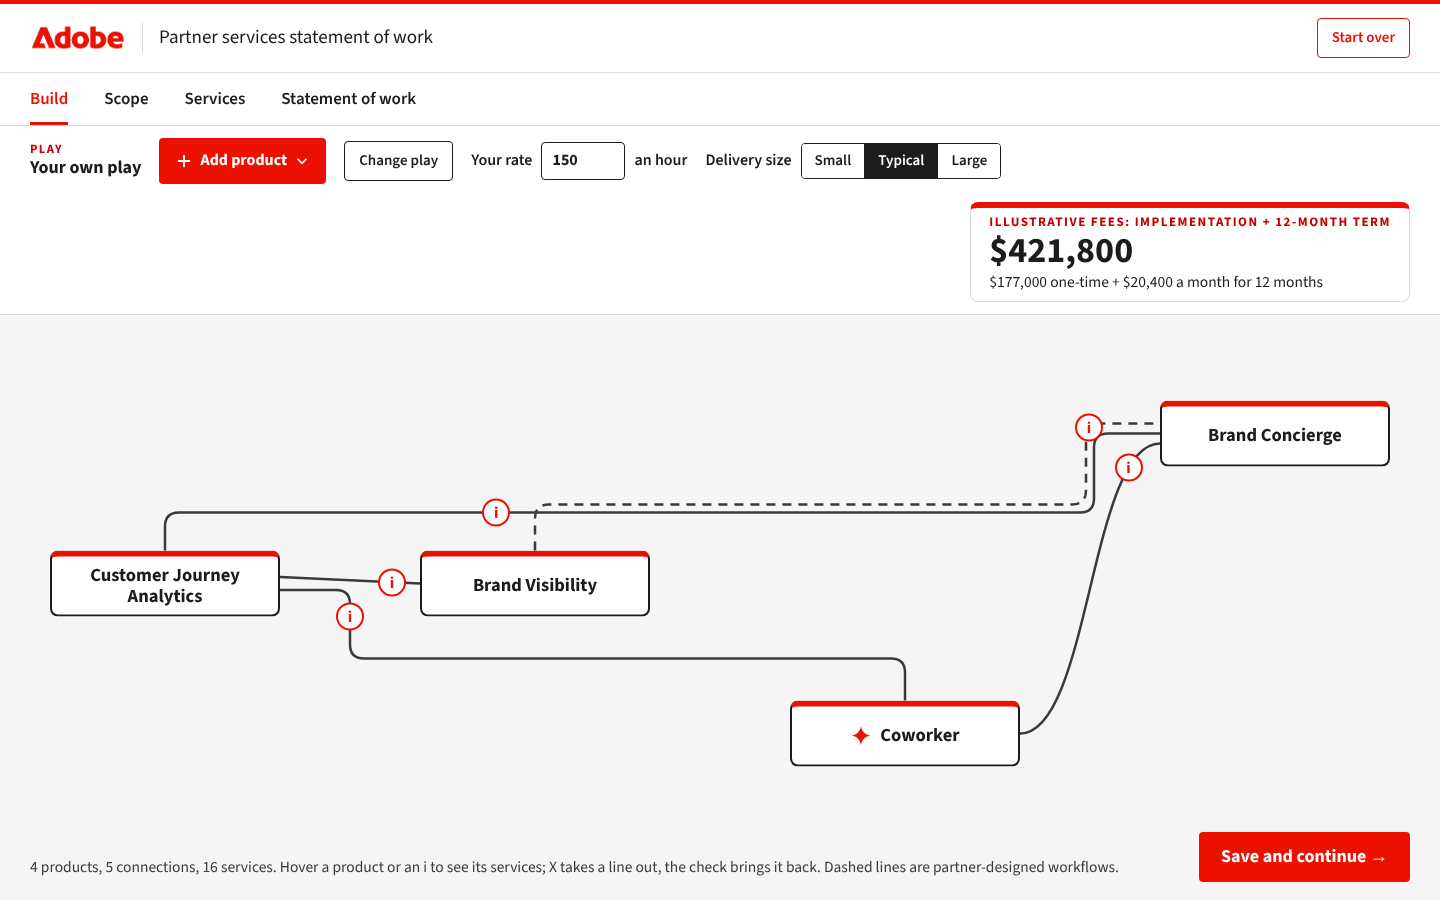 Adobe
Partner services statement of work
Start over
Build
Scope
Services
Statement of work
PLAY
Your own play
+ Add product
Change play
Your rate
150
an hour
Delivery size
Small
Typical
Large
ILLUSTRATIVE FEES: IMPLEMENTATION + 12-MONTH TERM
$421,800
$177,000 one-time + $20,400 a month for 12 months
Brand Concierge
i
i
i
Customer Journey
Analytics
i
Brand Visibility
i
Coworker
4 products, 5 connections, 16 services. Hover a product or an i to see its services; X takes a line out, the check brings it back. Dashed lines are partner-designed workflows.
Save and continue →